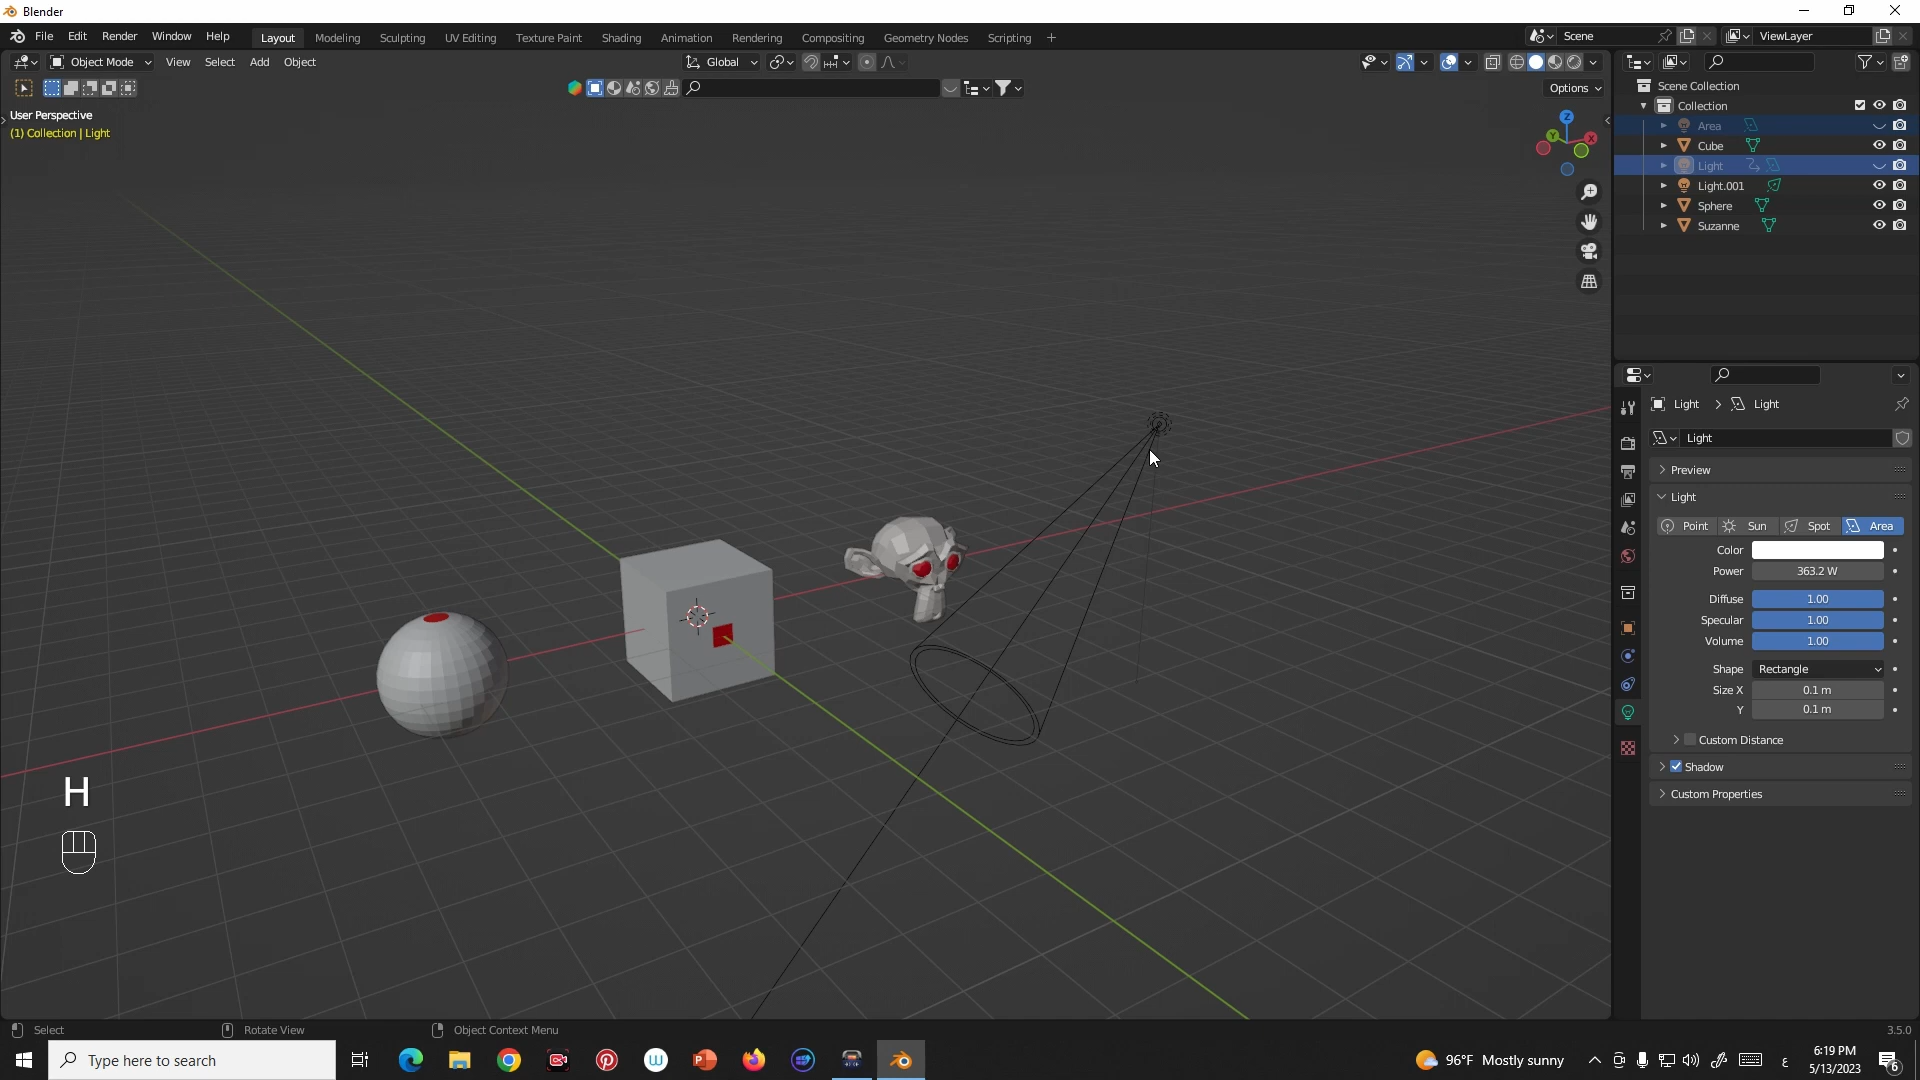 Blender
File Edit Render Window Help Layout Modeling Sculpting UV Editing Texture Paint Shading Animation Rendering Compositing Geometry Nodes Scripting + Scene ViewLayer
Object Mode View Select Add Object Global
Options
User Perspective
(1) Collection | Light
Z
Y
X
Scene Collection
Collection
Area
Cube
Light
Light.001
Sphere
Suzanne
Light > Light
Light
Preview
Light
Point Sun Spot Area
Color
Power 363.2 W
Diffuse 1.00
Specular 1.00
Volume 1.00
Shape Rectangle
Size X 0.1 m
Y 0.1 m
Custom Distance
Shadow
Custom Properties
H
Select Rotate View Object Context Menu 3.5.0
Type here to search
96°F Mostly sunny
ع
6:19 PM
5/13/2023
6